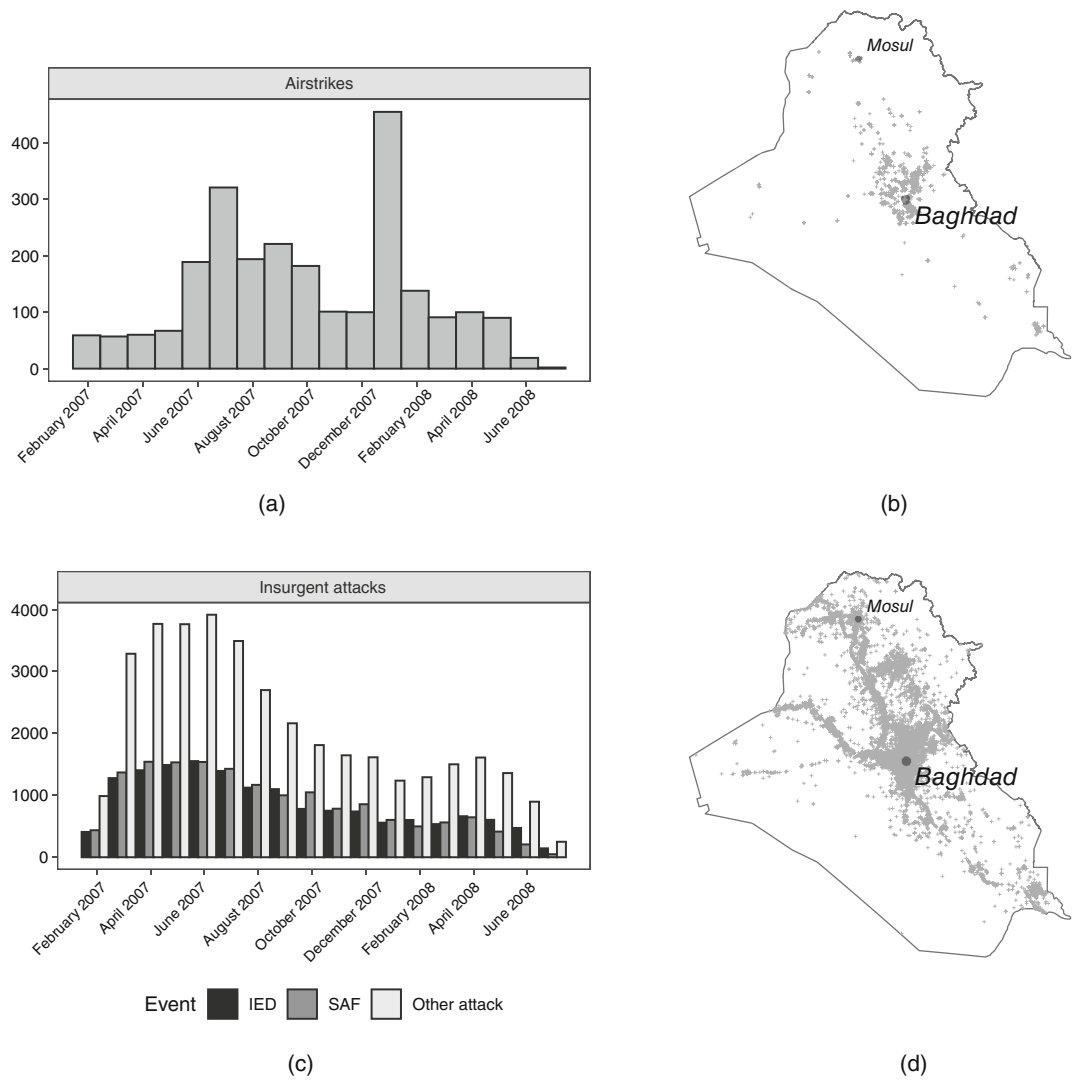 Airstrikes
400
300
200
100
0
February 2007
April 2007
June 2007
August 2007
October 2007
December 2007
February 2008
April 2008
June 2008
(a)
Mosul
Baghdad
(b)
Insurgent attacks
4000
3000
2000
1000
0
February 2007
April 2007
June 2007
August 2007
October 2007
December 2007
February 2008
April 2008
June 2008
Event IED SAF Other attack
(c)
Mosul
Baghdad
(d)